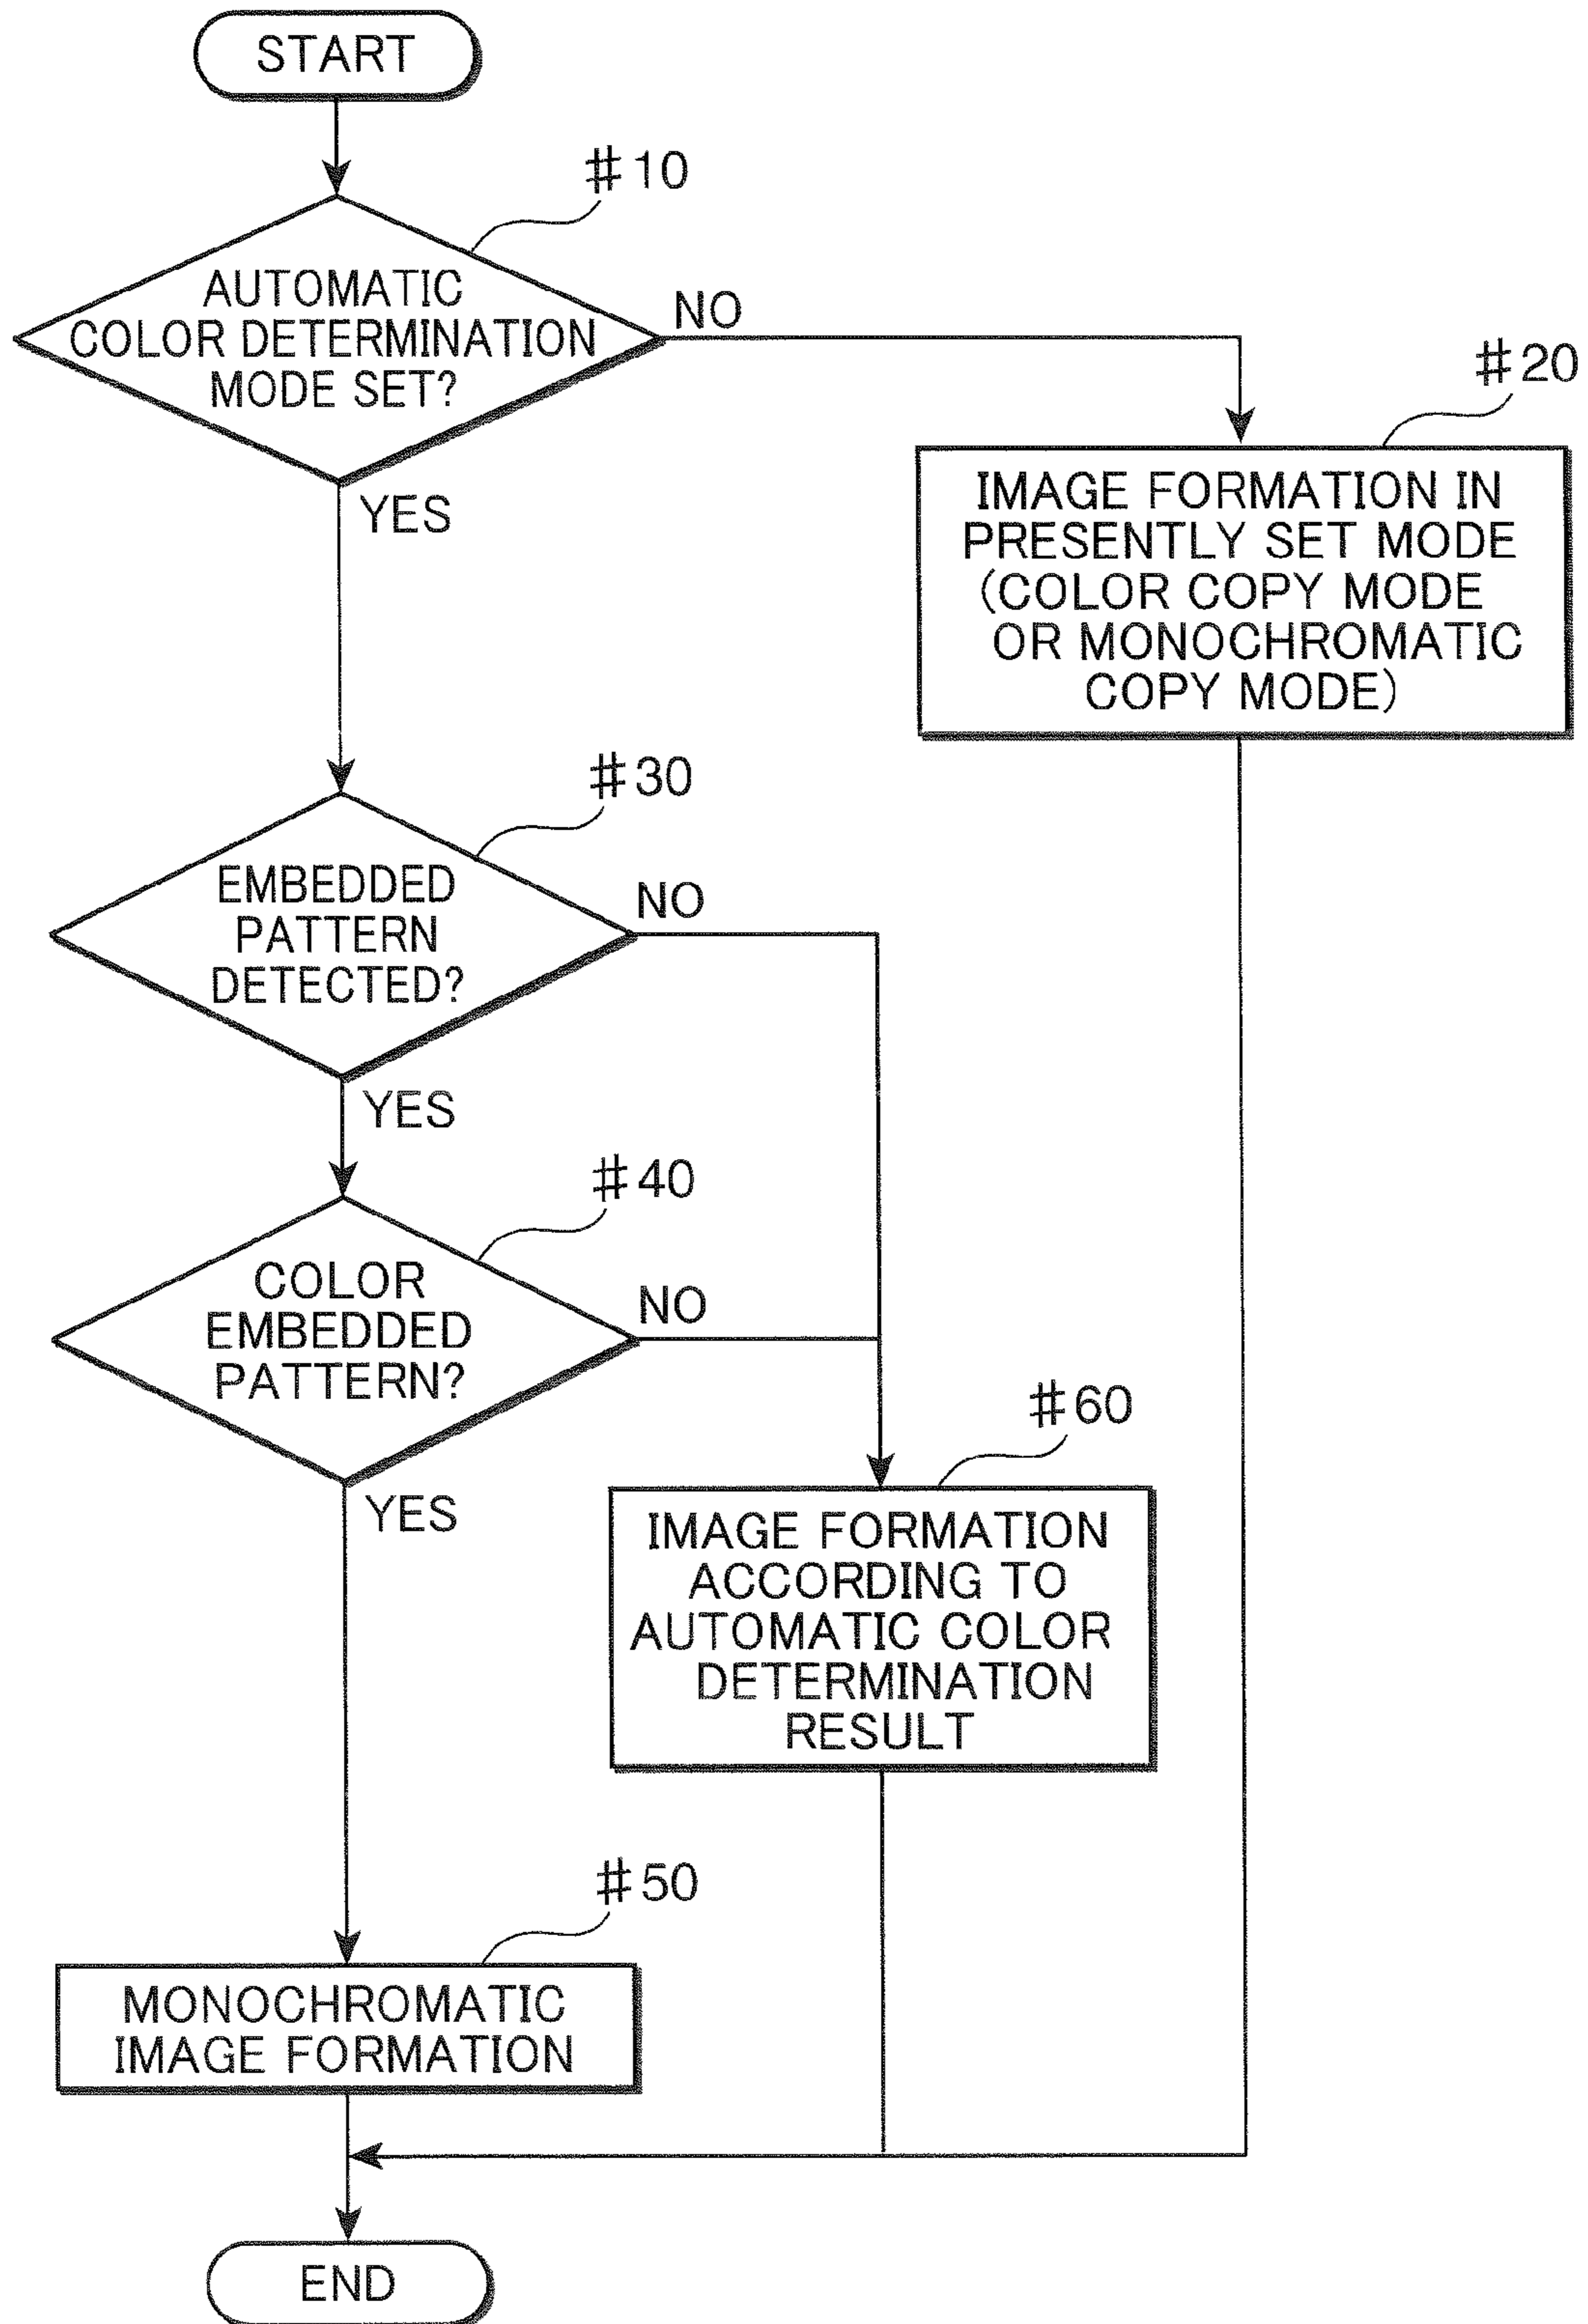 START
#10
AUTOMATIC
COLOR DETERMINATION
MODE SET?
NO
YES
#20
IMAGE FORMATION IN
PRESENTLY SET MODE
(COLOR COPY MODE
OR MONOCHROMATIC
COPY MODE)
#30
EMBEDDED
PATTERN
DETECTED?
NO
YES
#40
COLOR
EMBEDDED
PATTERN?
NO
YES
#60
IMAGE FORMATION
ACCORDING TO
AUTOMATIC COLOR
DETERMINATION
RESULT
#50
MONOCHROMATIC
IMAGE FORMATION
END